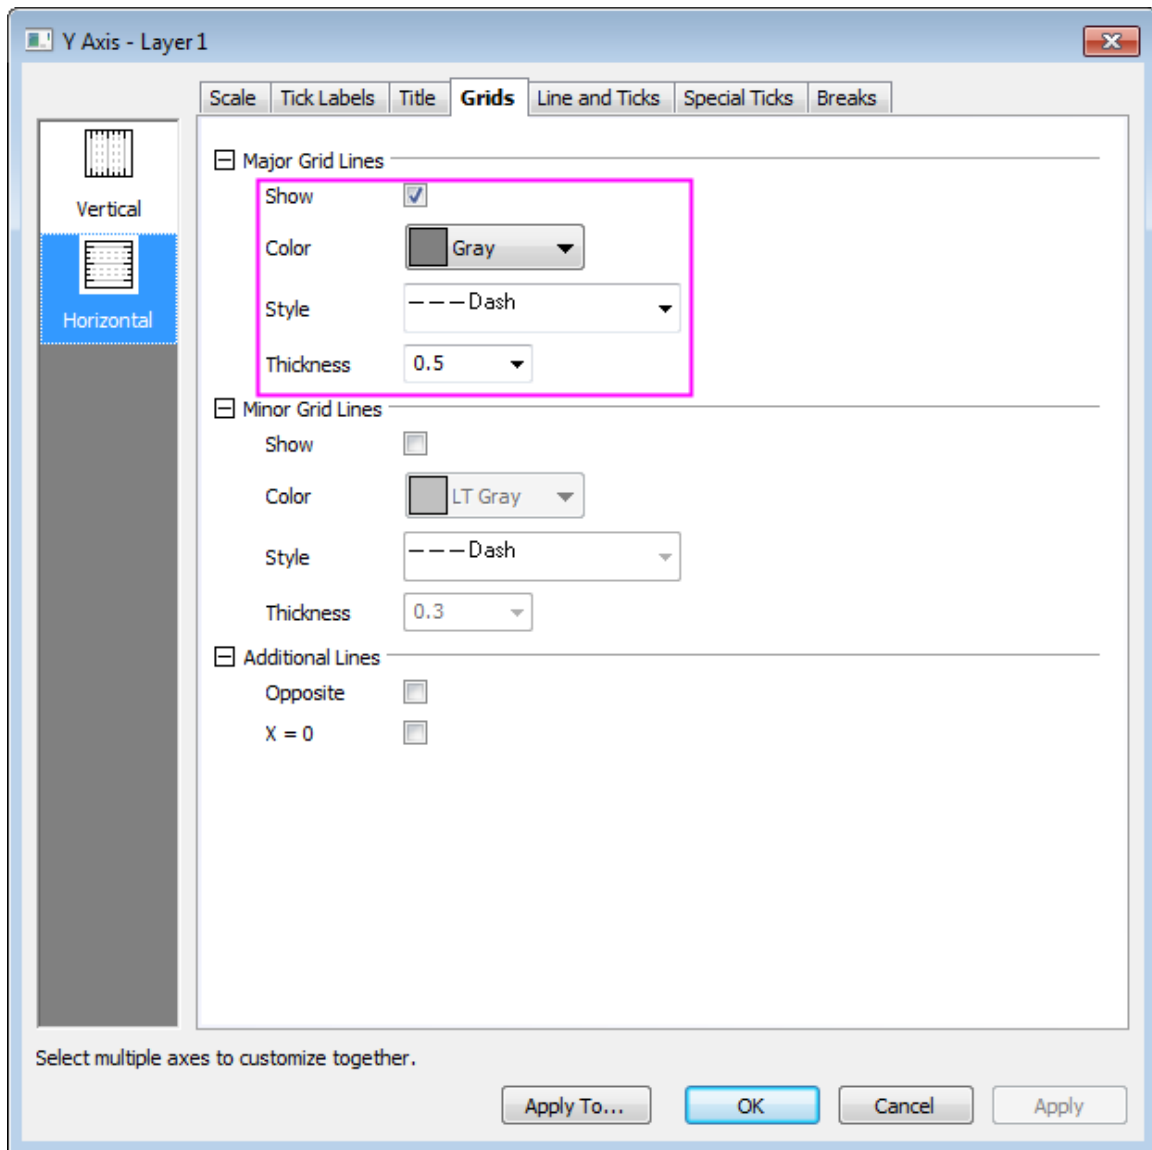 Y Axis - Layer1
Scale Tick Labels Title Grids Line and Ticks Special Ticks Breaks
Vertical
Horizontal
Major Grid Lines
Show
Color Gray
Style Dash
Thickness 0.5
Minor Grid Lines
Show
Color LT Gray
Style Dash
Thickness 0.3
Additional Lines
Opposite
X = 0
Select multiple axes to customize together.
Apply To... OK Cancel Apply